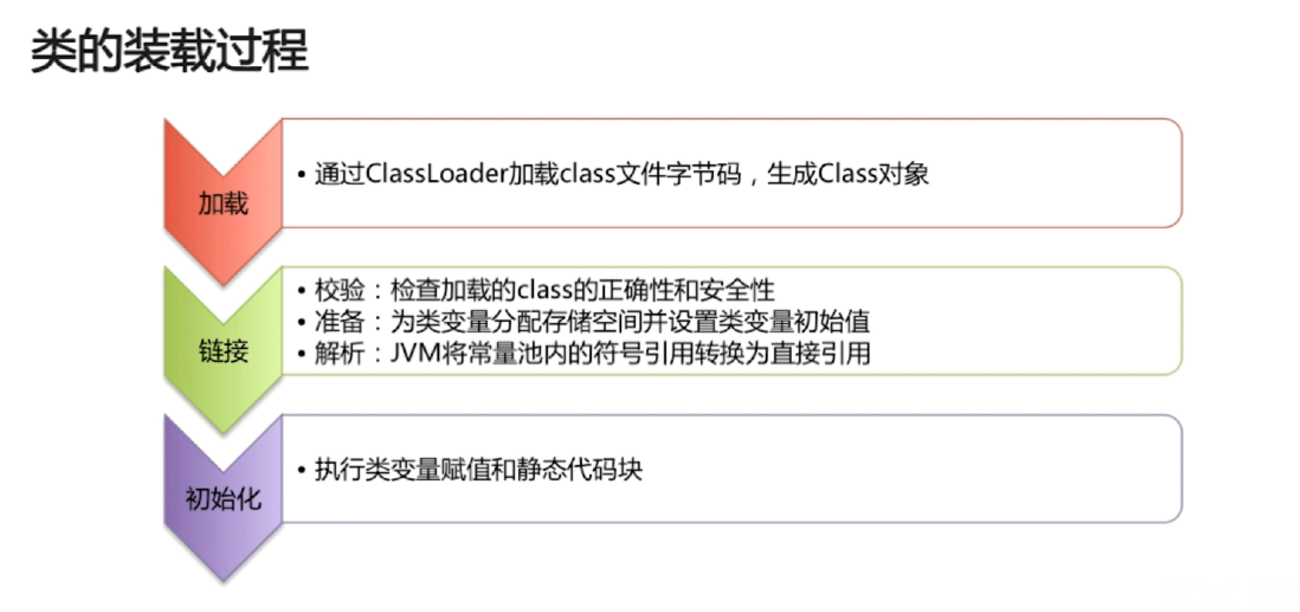 类的装载过程
加载
• 通过ClassLoader加载class文件字节码，生成Class对象
链接
• 校验：检查加载的class的正确性和安全性
• 准备：为类变量分配存储空间并设置类变量初始值
• 解析：JVM将常量池内的符号引用转换为直接引用
初始化
• 执行类变量赋值和静态代码块